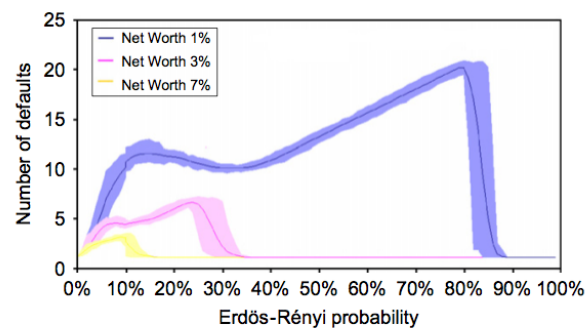 25
20
15
10
5
0
Number of defaults
Net Worth 1%
Net Worth 3%
Net Worth 7%
0% 10% 20% 30% 40% 50% 60% 70% 80% 90% 100%
Erdös-Rényi probability